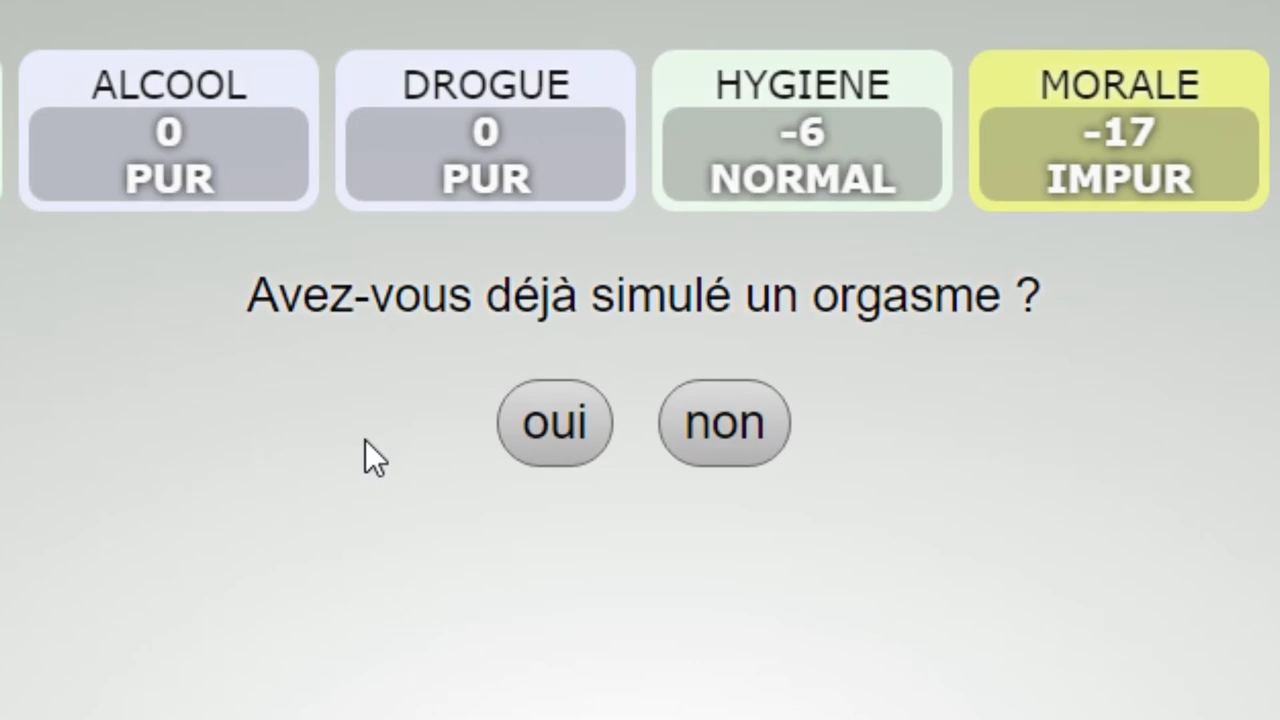 ALCOOL
0
PUR
DROGUE
0
PUR
HYGIENE
-6
NORMAL
MORALE
-17
IMPUR
Avez-vous déjà simulé un orgasme ?
oui
non